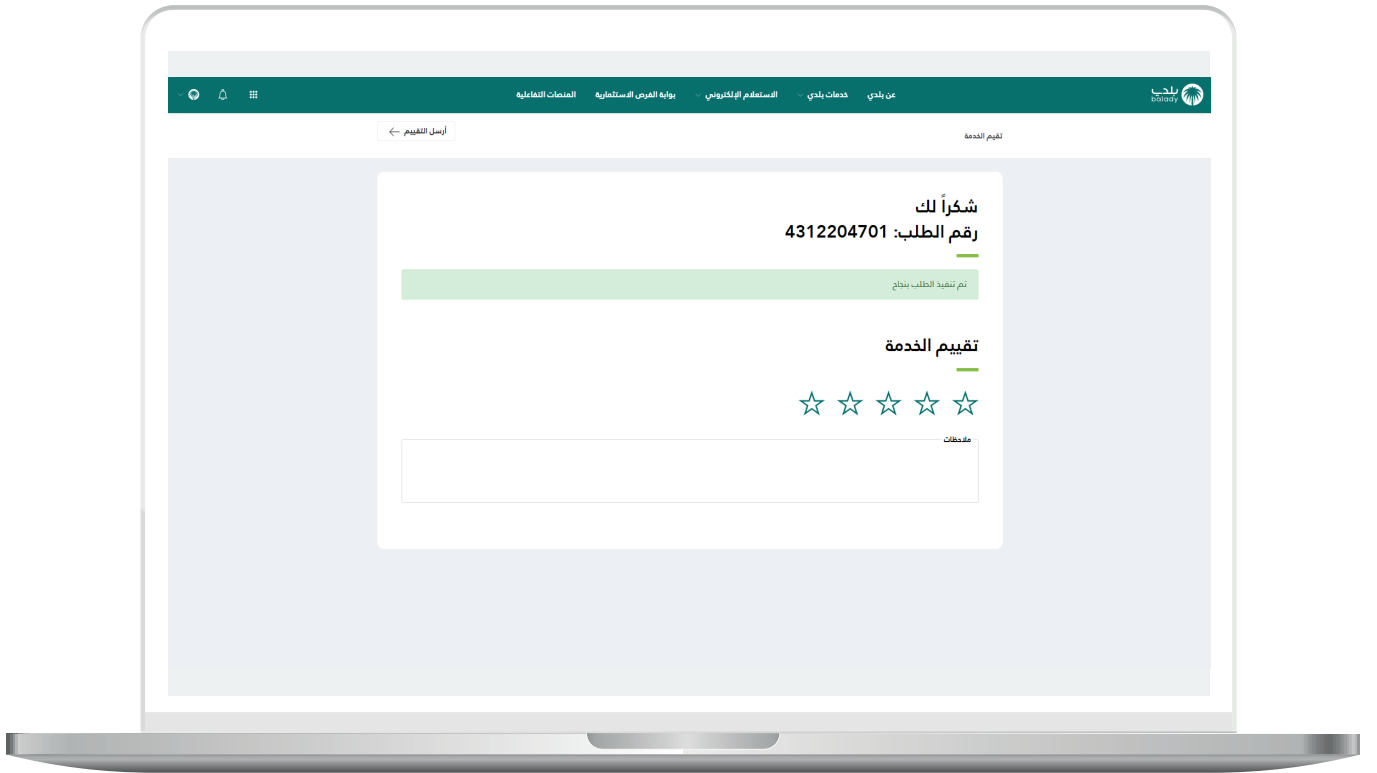 بلدي
balady
عن بلدي
خدمات بلدي
الاستعلام الإلكتروني
بوابة الفرص الاستثمارية
المنصات التفاعلية
تقيم الخدمة
أرسل التقييم
شكراً لك
رقم الطلب: 4312204701
تم تنفيذ الطلب بنجاح
تقييم الخدمة
ملاحظات